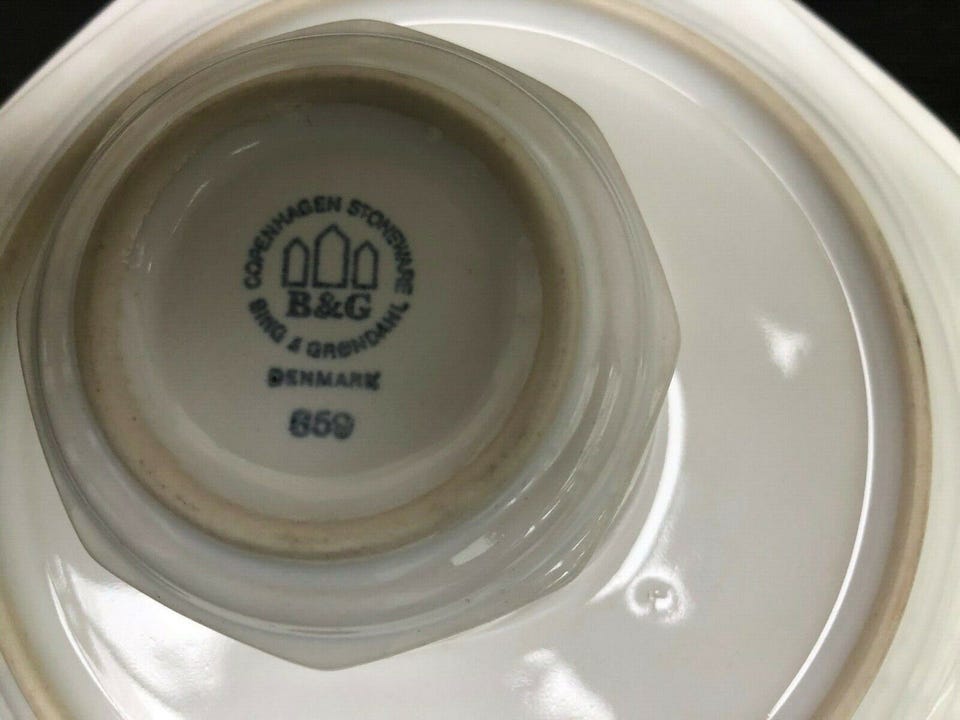 COPENHAGEN STONEWARE
B&G
BING & GRØNDAHL
DENMARK
659